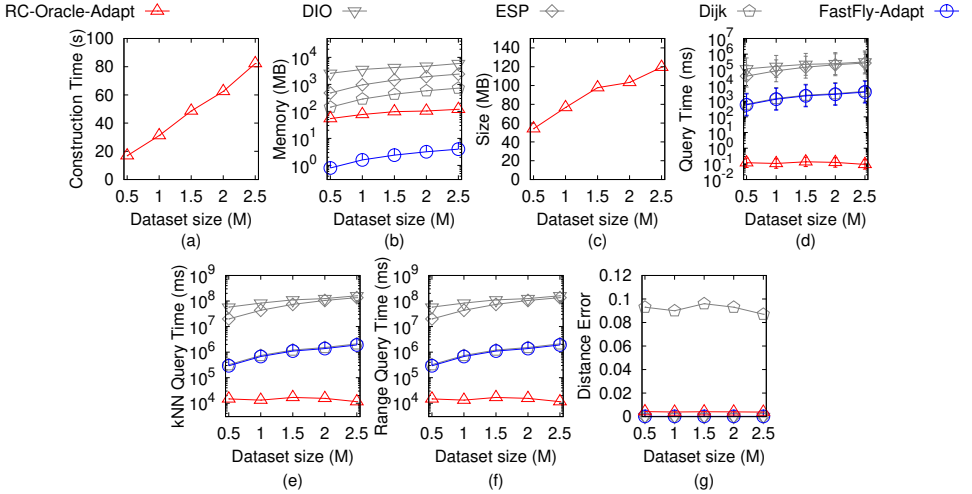 RC-Oracle-Adapt DIO ESP Dijk FastFly-Adapt
Construction Time (s)
100
80
60
40
20
0
0.5 1 1.5 2 2.5
Dataset size (M)
(a)
Memory (MB)
10^4
10^3
10^2
10^1
10^0
0.5 1 1.5 2 2.5
Dataset size (M)
(b)
Size (MB)
140
120
100
80
60
40
20
0
0.5 1 1.5 2 2.5
Dataset size (M)
(c)
Query Time (ms)
10^6
10^5
10^4
10^3
10^2
10^1
10^0
10^-1
10^-2
0.5 1 1.5 2 2.5
Dataset size (M)
(d)
kNN Query Time (ms)
10^9
10^8
10^7
10^6
10^5
10^4
0.5 1 1.5 2 2.5
Dataset size (M)
(e)
Range Query Time (ms)
10^9
10^8
10^7
10^6
10^5
10^4
0.5 1 1.5 2 2.5
Dataset size (M)
(f)
Distance Error
0.12
0.1
0.08
0.06
0.04
0.02
0
0.5 1 1.5 2 2.5
Dataset size (M)
(g)